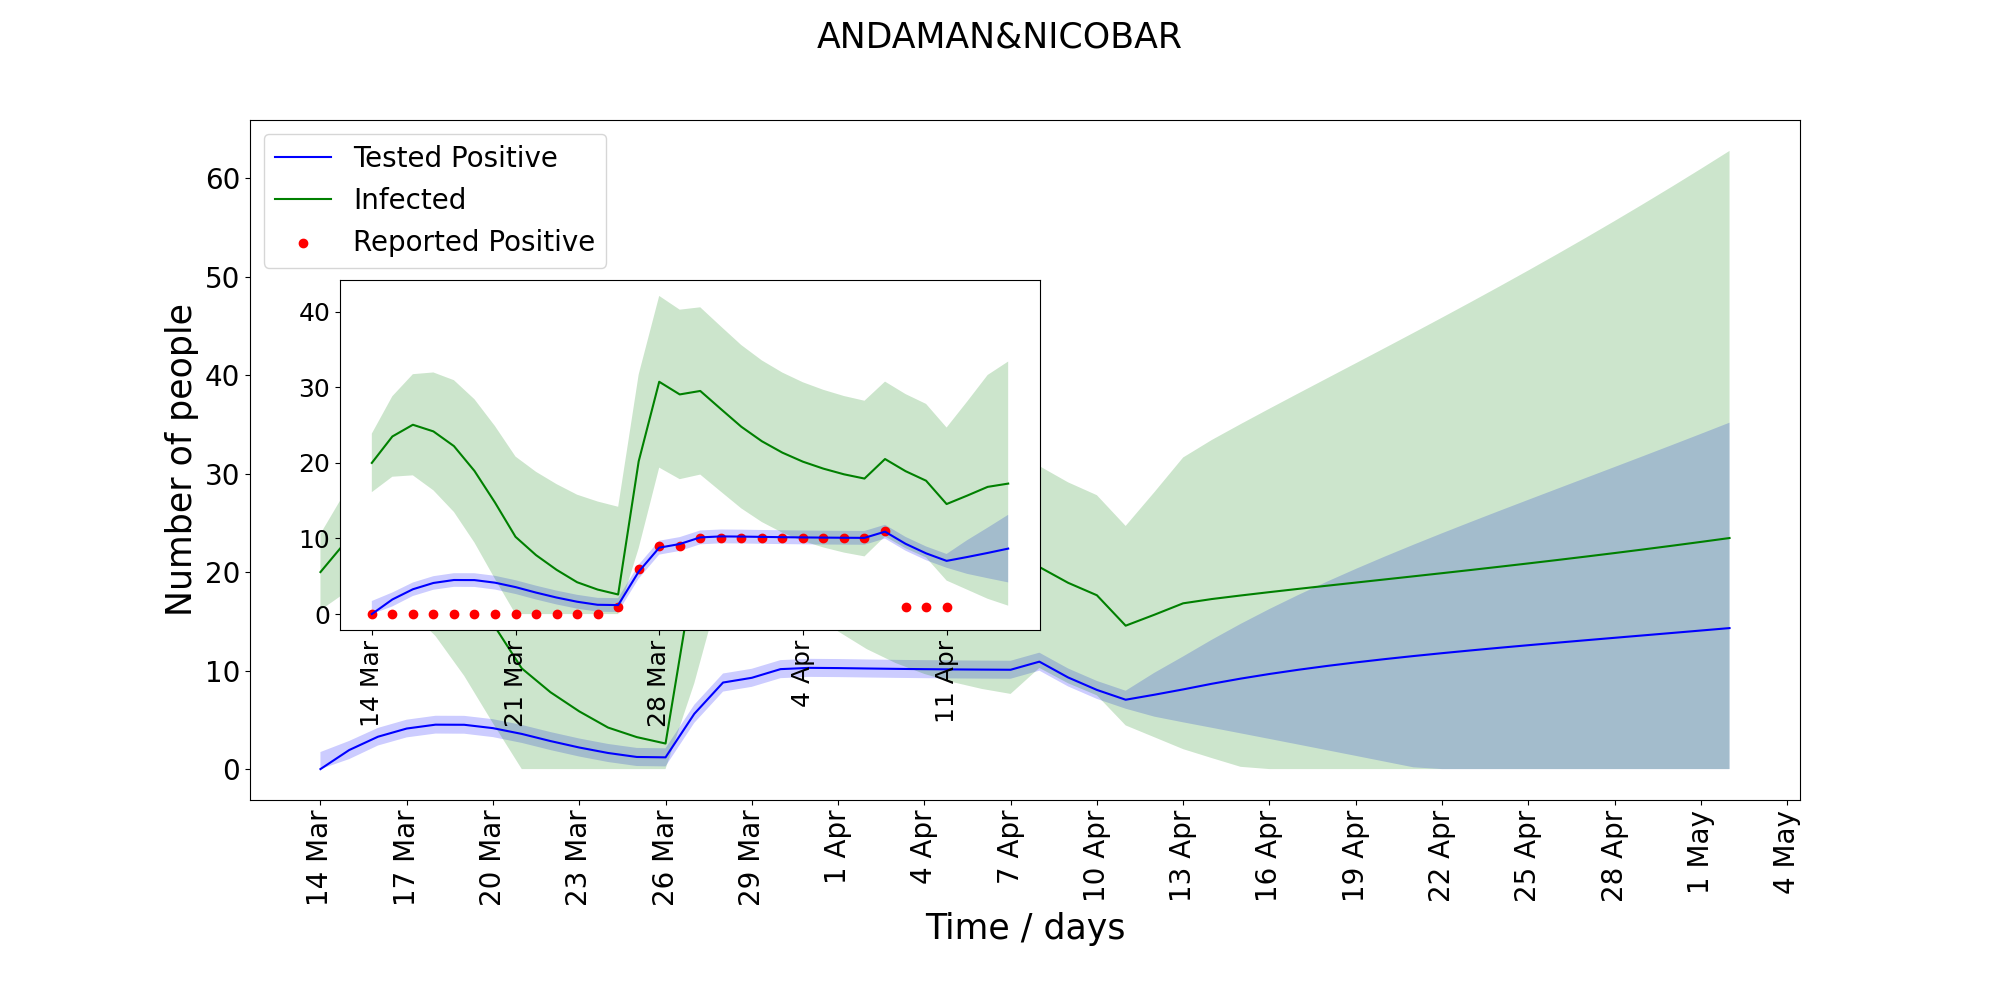 ANDAMAN&NICOBAR
Tested Positive
Infected
Reported Positive
Number of people
60
50
40
30
20
10
0
40
30
20
10
0
14 Mar
21 Mar
28 Mar
4 Apr
11 Apr
14 Mar
17 Mar
20 Mar
23 Mar
26 Mar
29 Mar
1 Apr
4 Apr
7 Apr
10 Apr
13 Apr
16 Apr
19 Apr
22 Apr
25 Apr
28 Apr
1 May
4 May
Time / days